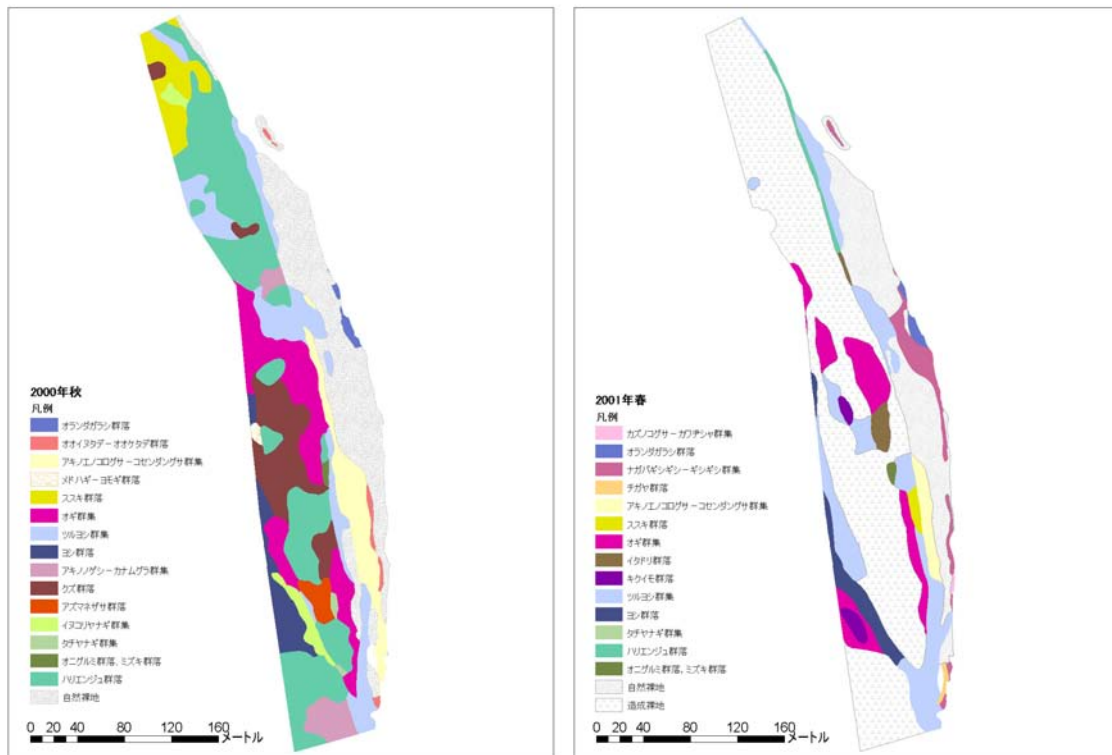 2000年秋
凡例
オランダガラシ群落
オオイヌタデーオオケタデ群落
アキノエノコログサーコセンダングサ群集
メドハギーヨモギ群落
ススキ群落
オギ群集
ツルヨシ群集
ヨシ群落
アキノノゲシーカナムグラ群集
クズ群落
アズマネザサ群落
イヌコリヤナギ群集
タチヤナギ群集
オニグルミ群落、ミズキ群落
ハリエンジュ群落
自然裸地
0 20 40 80 120 160
メートル
2001年春
凡例
カズノコグサーカワヂシャ群集
オランダガラシ群落
ナガバギシギシーギシギシ群集
チガヤ群落
アキノエノコログサーコセンダングサ群集
ススキ群落
オギ群集
イタドリ群落
キクイモ群落
ツルヨシ群集
ヨシ群落
タチヤナギ群集
ハリエンジュ群落
オニグルミ群落、ミズキ群落
自然裸地
造成裸地
0 20 40 80 120 160
メートル